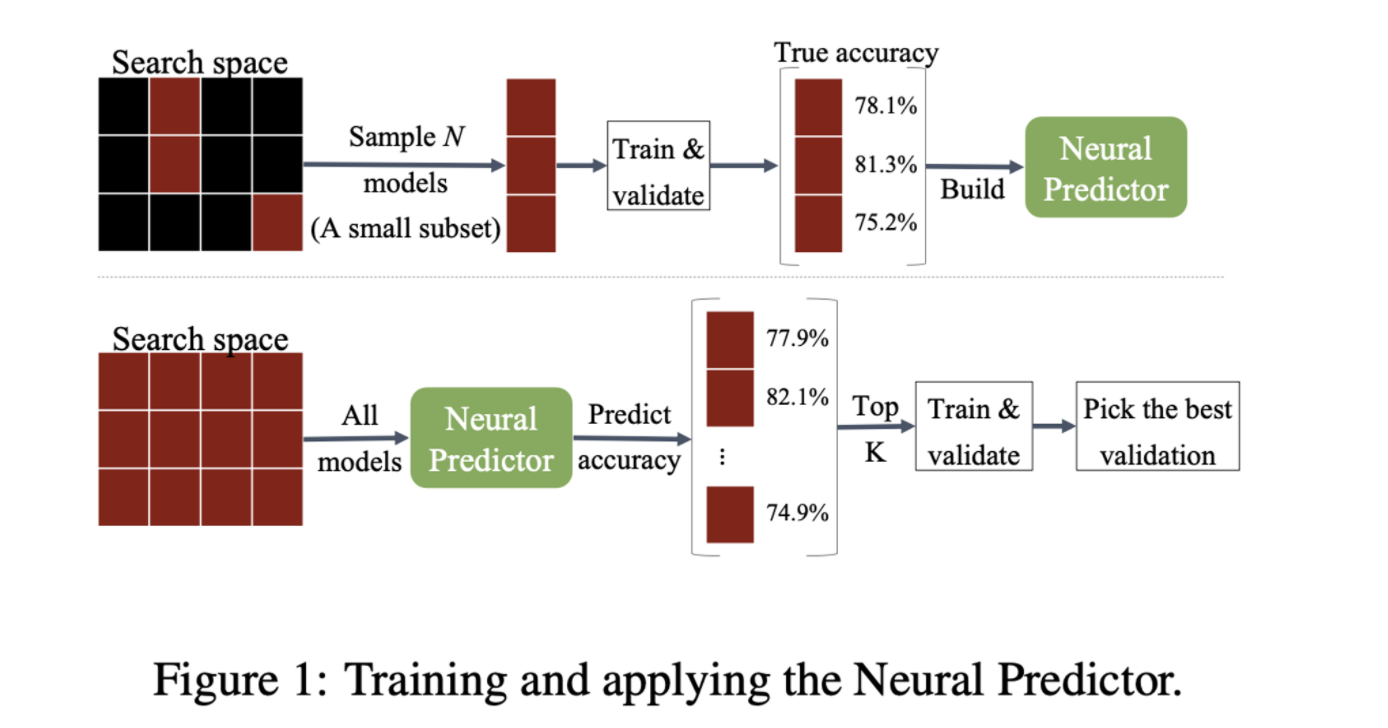 Search space
Sample N
models
(A small subset)
Train &
validate
True accuracy
78.1%
81.3%
75.2%
Build
Neural
Predictor
Search space
All
models
Neural
Predictor
Predict
accuracy
77.9%
82.1%
⋮
74.9%
Top
K
Train &
validate
Pick the best
validation
Figure 1: Training and applying the Neural Predictor.